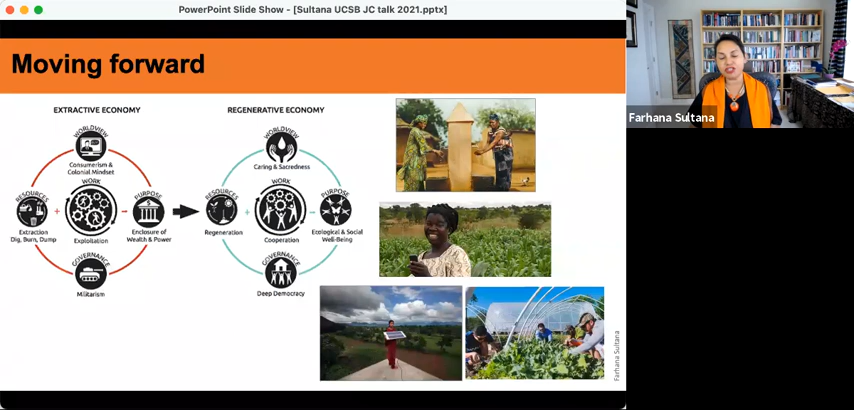 PowerPoint Slide Show - [Sultana UCSB JC talk 2021.pptx]
Moving forward
EXTRACTIVE ECONOMY
WORLDVIEW
Consumerism &
Colonial Mindset
RESOURCES
Extraction
Dig, Burn, Dump
WORK
Exploitation
PURPOSE
Enclosure of
Wealth & Power
GOVERNANCE
Militarism
REGENERATIVE ECONOMY
WORLDVIEW
Caring & Sacredness
RESOURCES
Regeneration
WORK
Cooperation
PURPOSE
Ecological & Social
Well-Being
GOVERNANCE
Deep Democracy
Farhana Sultana
Farhana Sultana